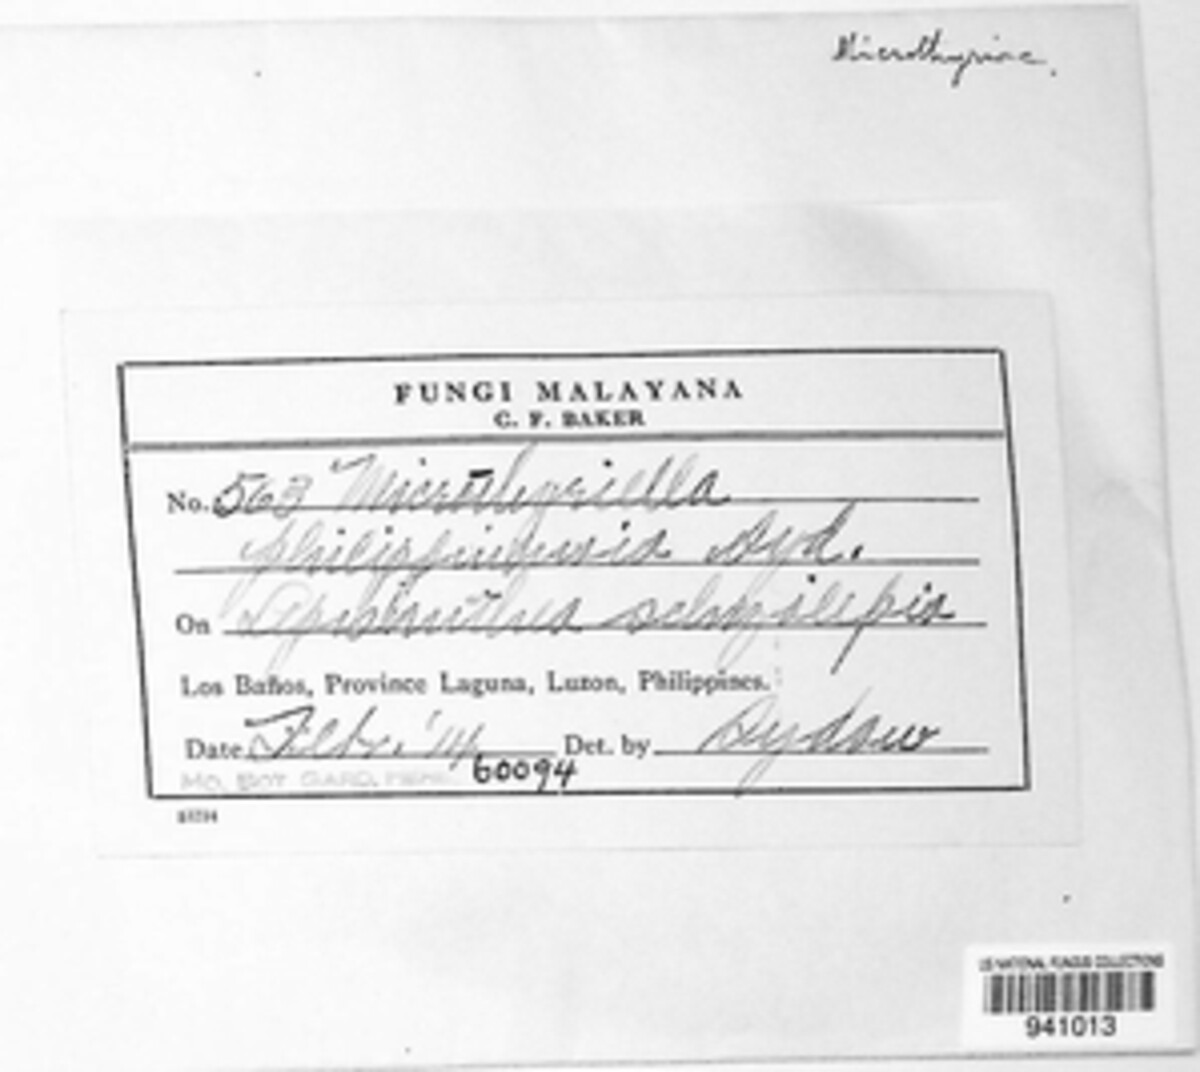 Microthyriac.
FUNGI MALAYANA
C. F. BAKER
No. 563 Microthyriella
philippinensis Syd.
On
Los Baños, Province Laguna, Luzon, Philippines.
Date Feb. '14 Det. by Sydow
MO. BOT GARD. HERB. 60094
US NATIONAL FUNGUS COLLECTIONS
941013